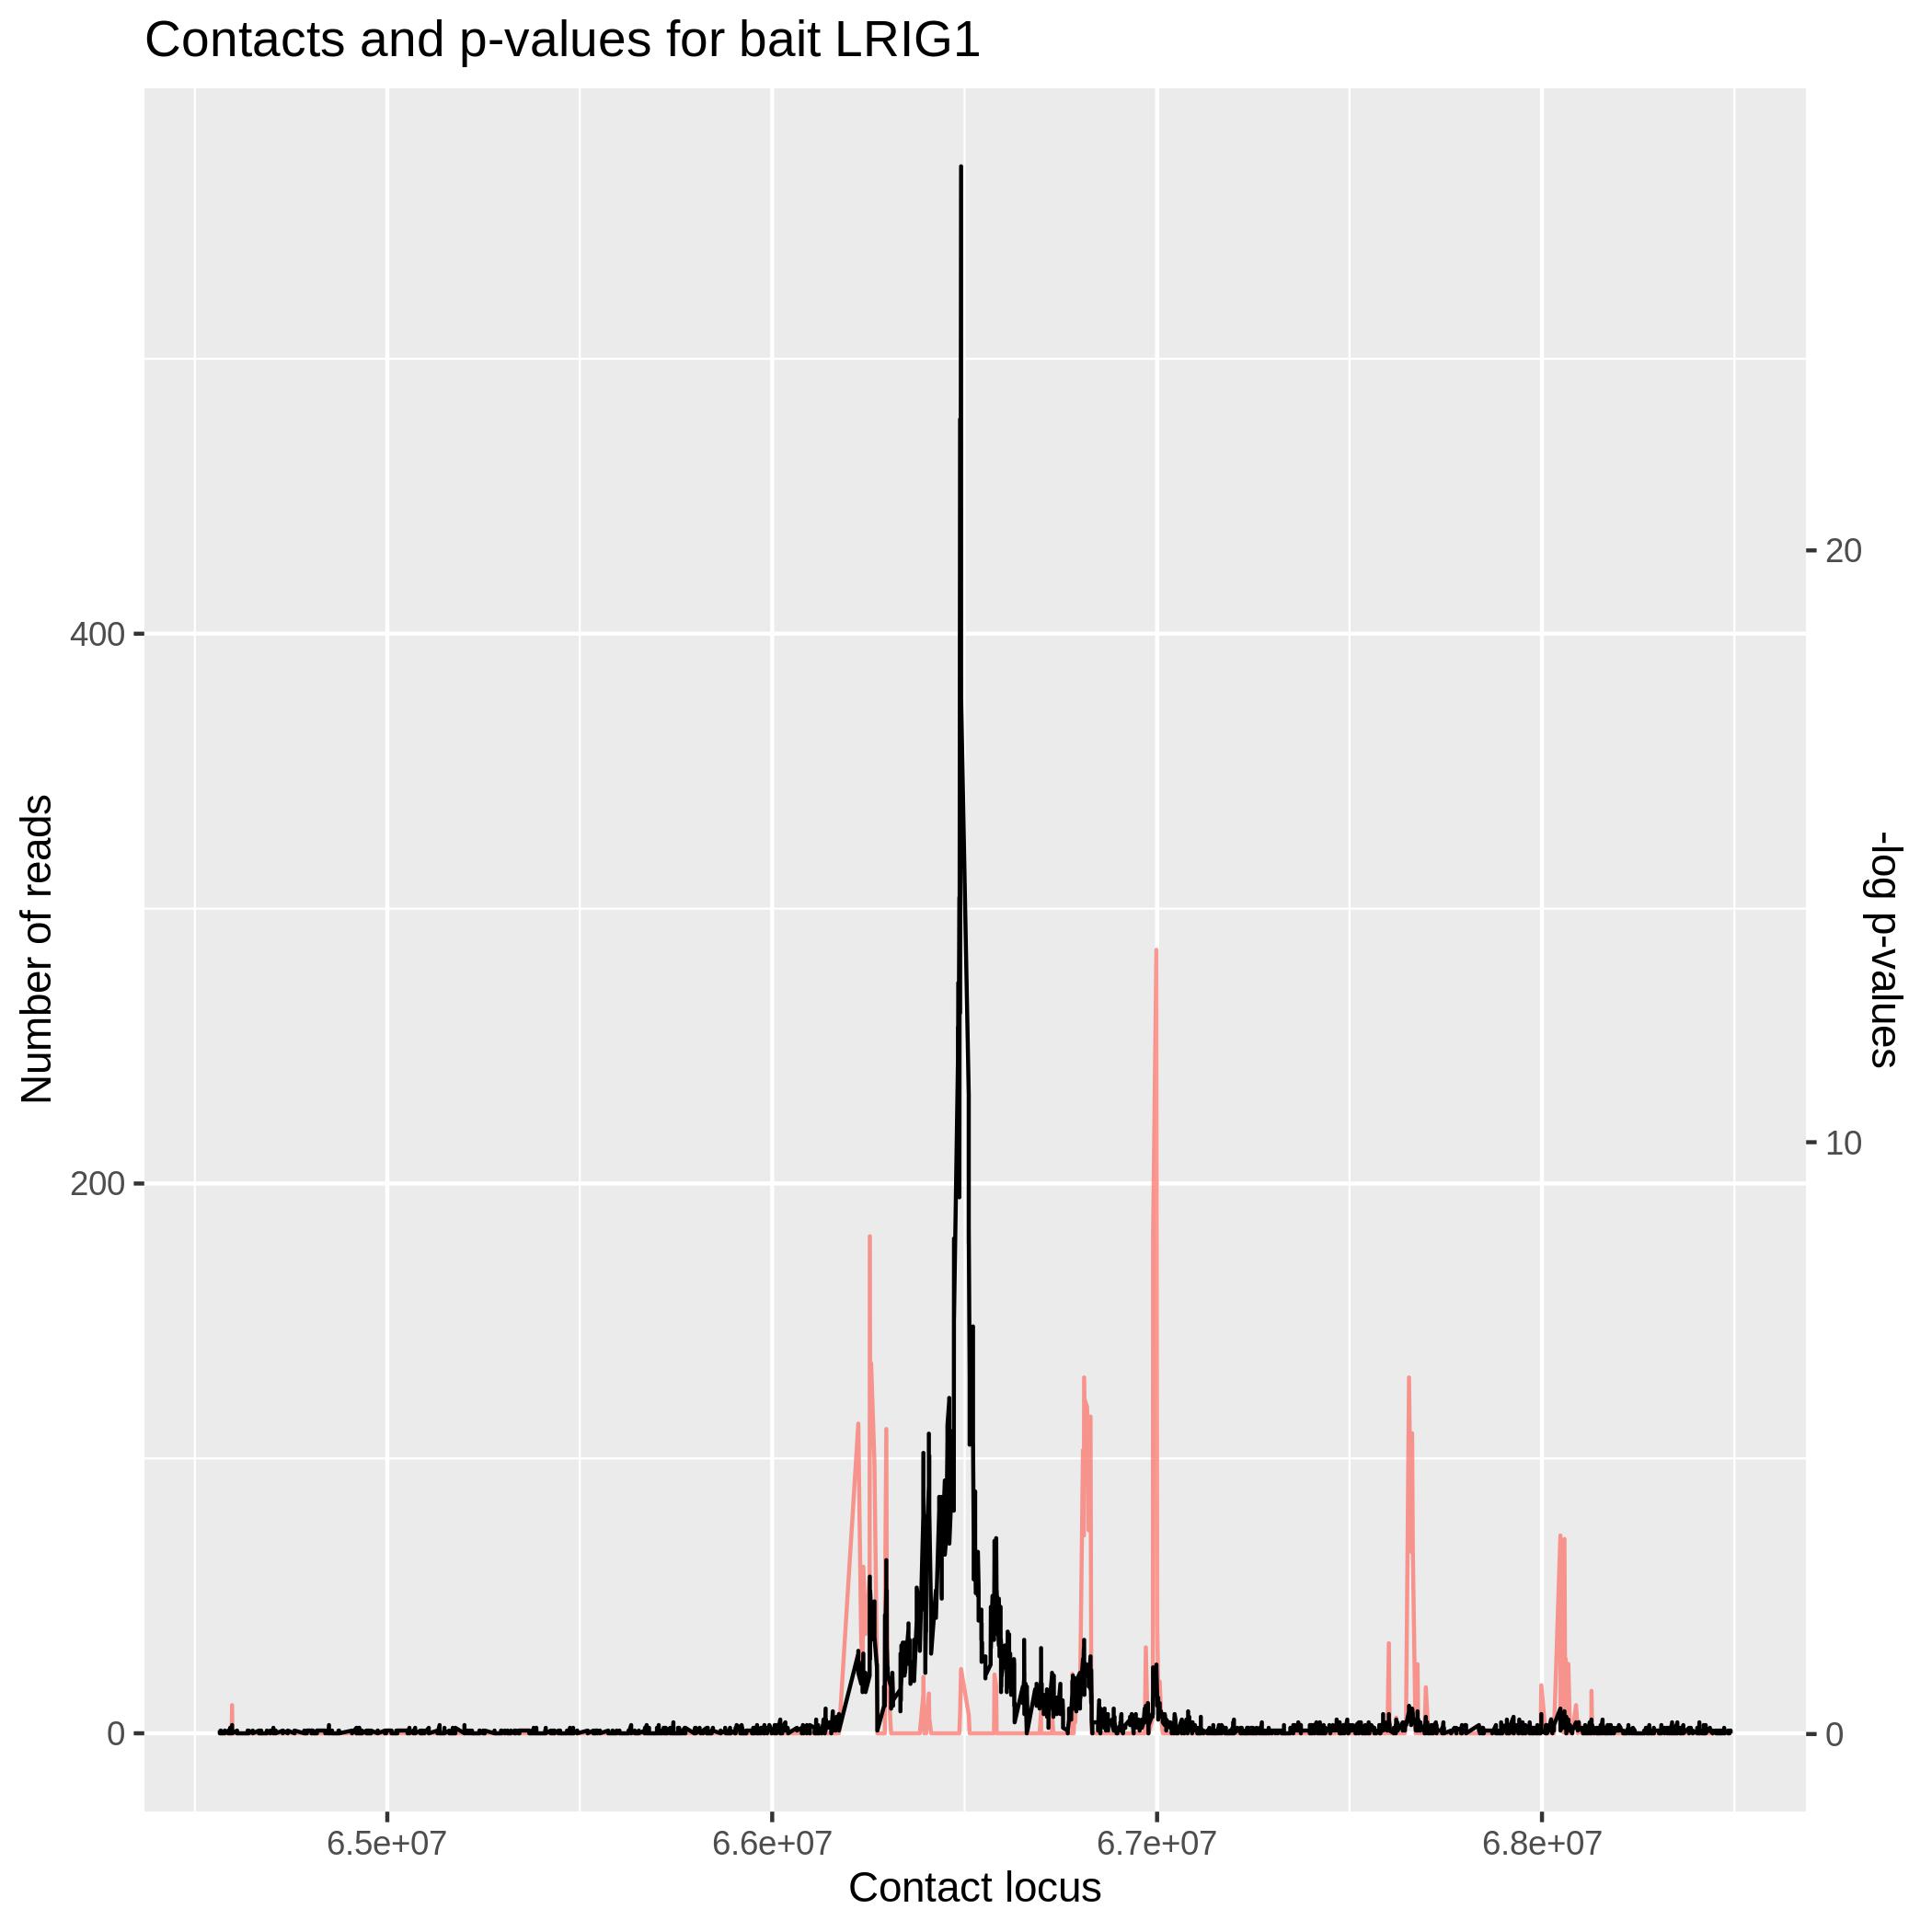 Contacts and p-values for bait LRIG1
Number of reads
400
200
0
20
10
0
-log p-values
6.5e+07
6.6e+07
6.7e+07
6.8e+07
Contact locus